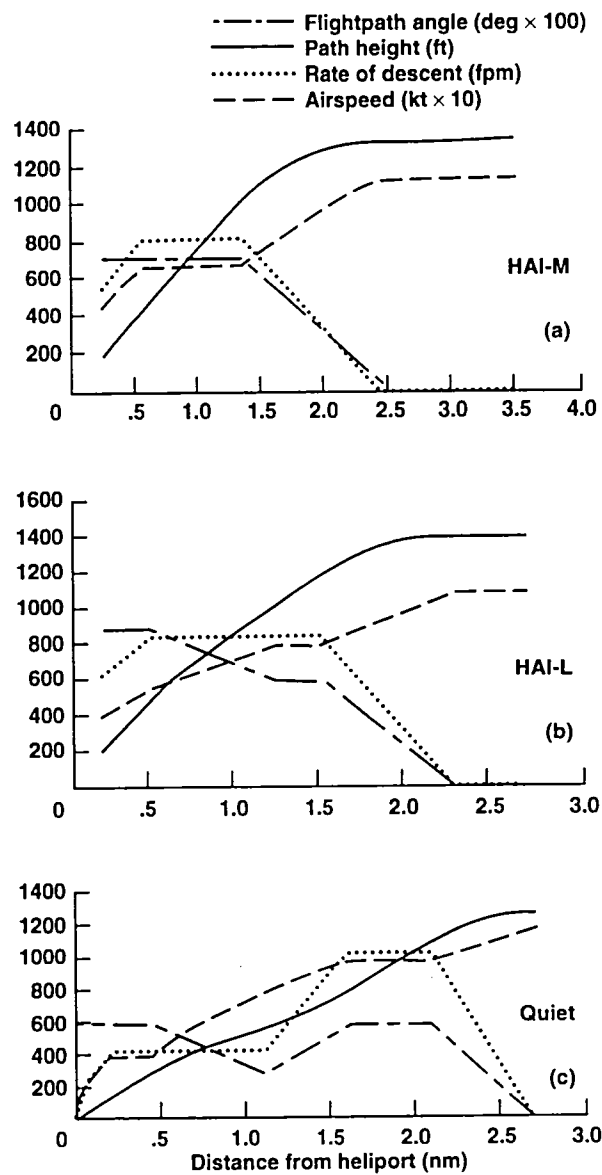 Flightpath angle (deg × 100)
Path height (ft)
Rate of descent (fpm)
Airspeed (kt × 10)
1400
1200
1000
800
600
400
200
HAI-M
(a)
0 .5 1.0 1.5 2.0 2.5 3.0 3.5 4.0
1600
1400
1200
1000
800
600
400
200
HAI-L
(b)
0 .5 1.0 1.5 2.0 2.5 3.0
1400
1200
1000
800
600
400
200
Quiet
(c)
0 .5 1.0 1.5 2.0 2.5 3.0
Distance from heliport (nm)